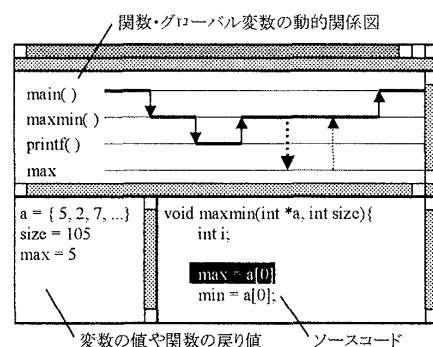 関数・グローバル変数の動的関係図
main( )
maxmin( )
printf( )
max
a = { 5, 2, 7, ...}
size = 105
max = 5
void maxmin(int *a, int size){
int i;
max = a[0]
min = a[0];
変数の値や関数の戻り値
ソースコード